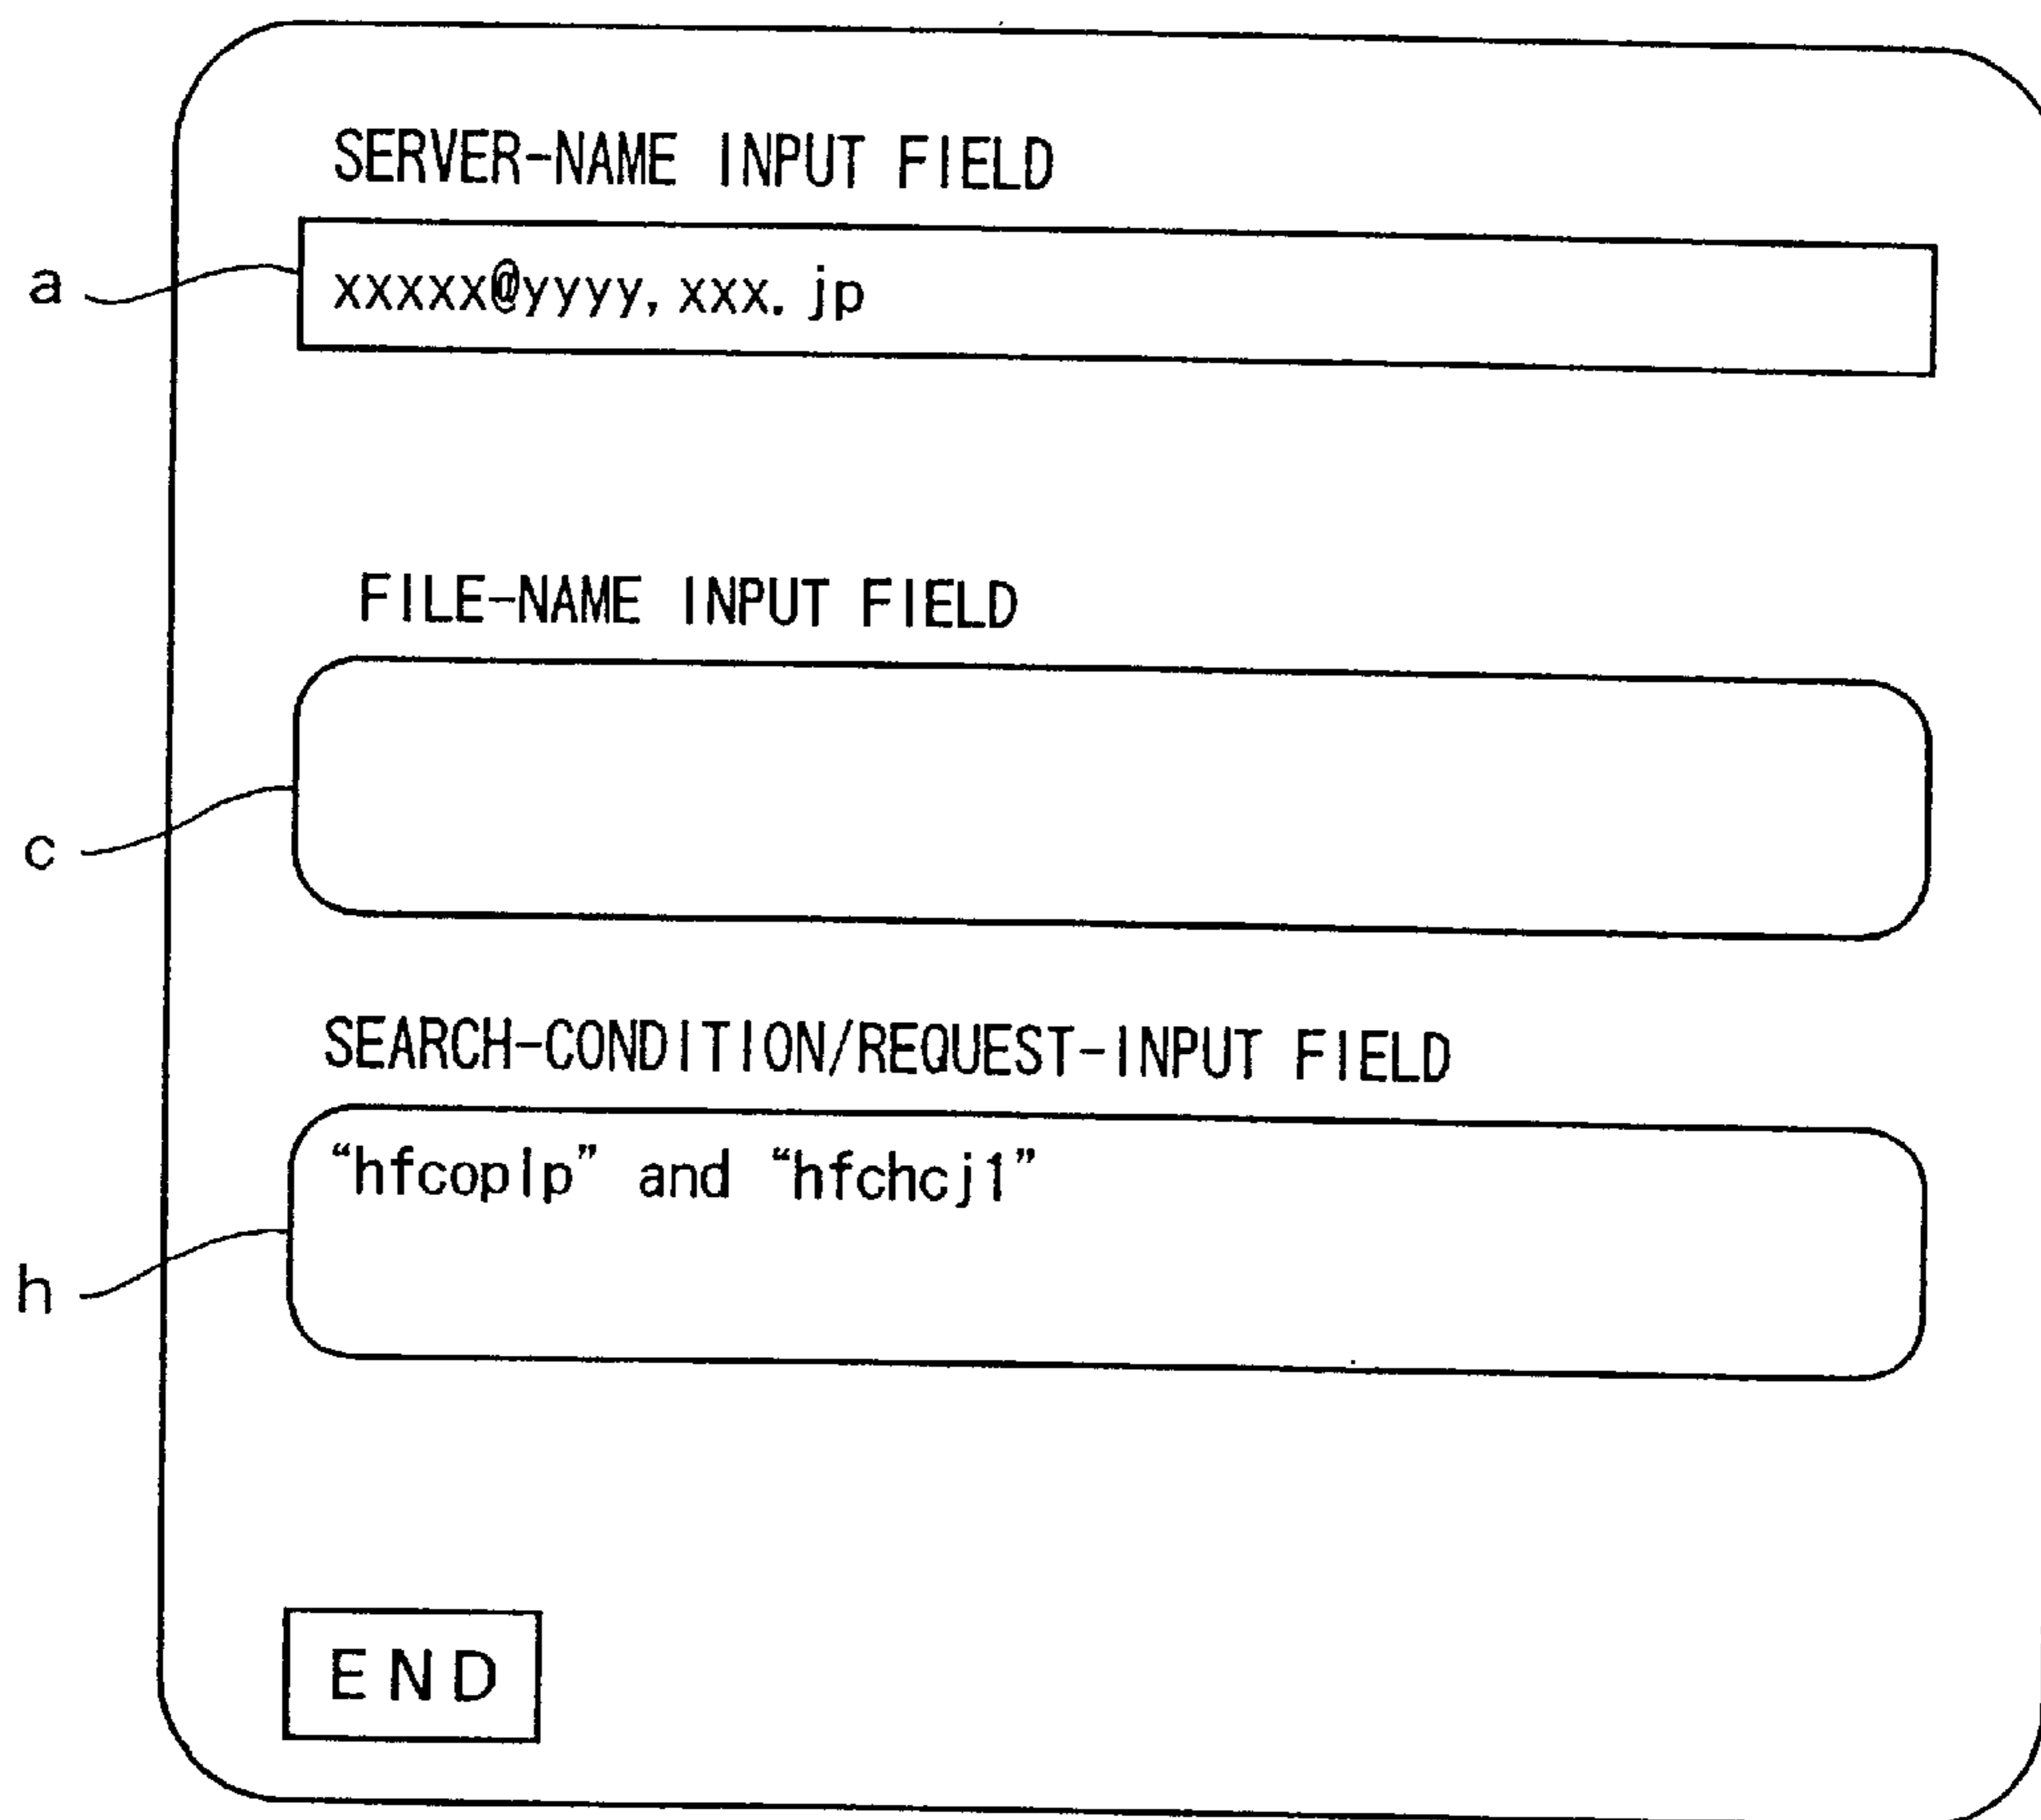 SERVER-NAME INPUT FIELD
a
xxxxx@yyyy, xxx. jp
FILE-NAME INPUT FIELD
c
SEARCH-CONDITION/REQUEST-INPUT FIELD
“hfcoplp” and “hfchcj1”
h
END